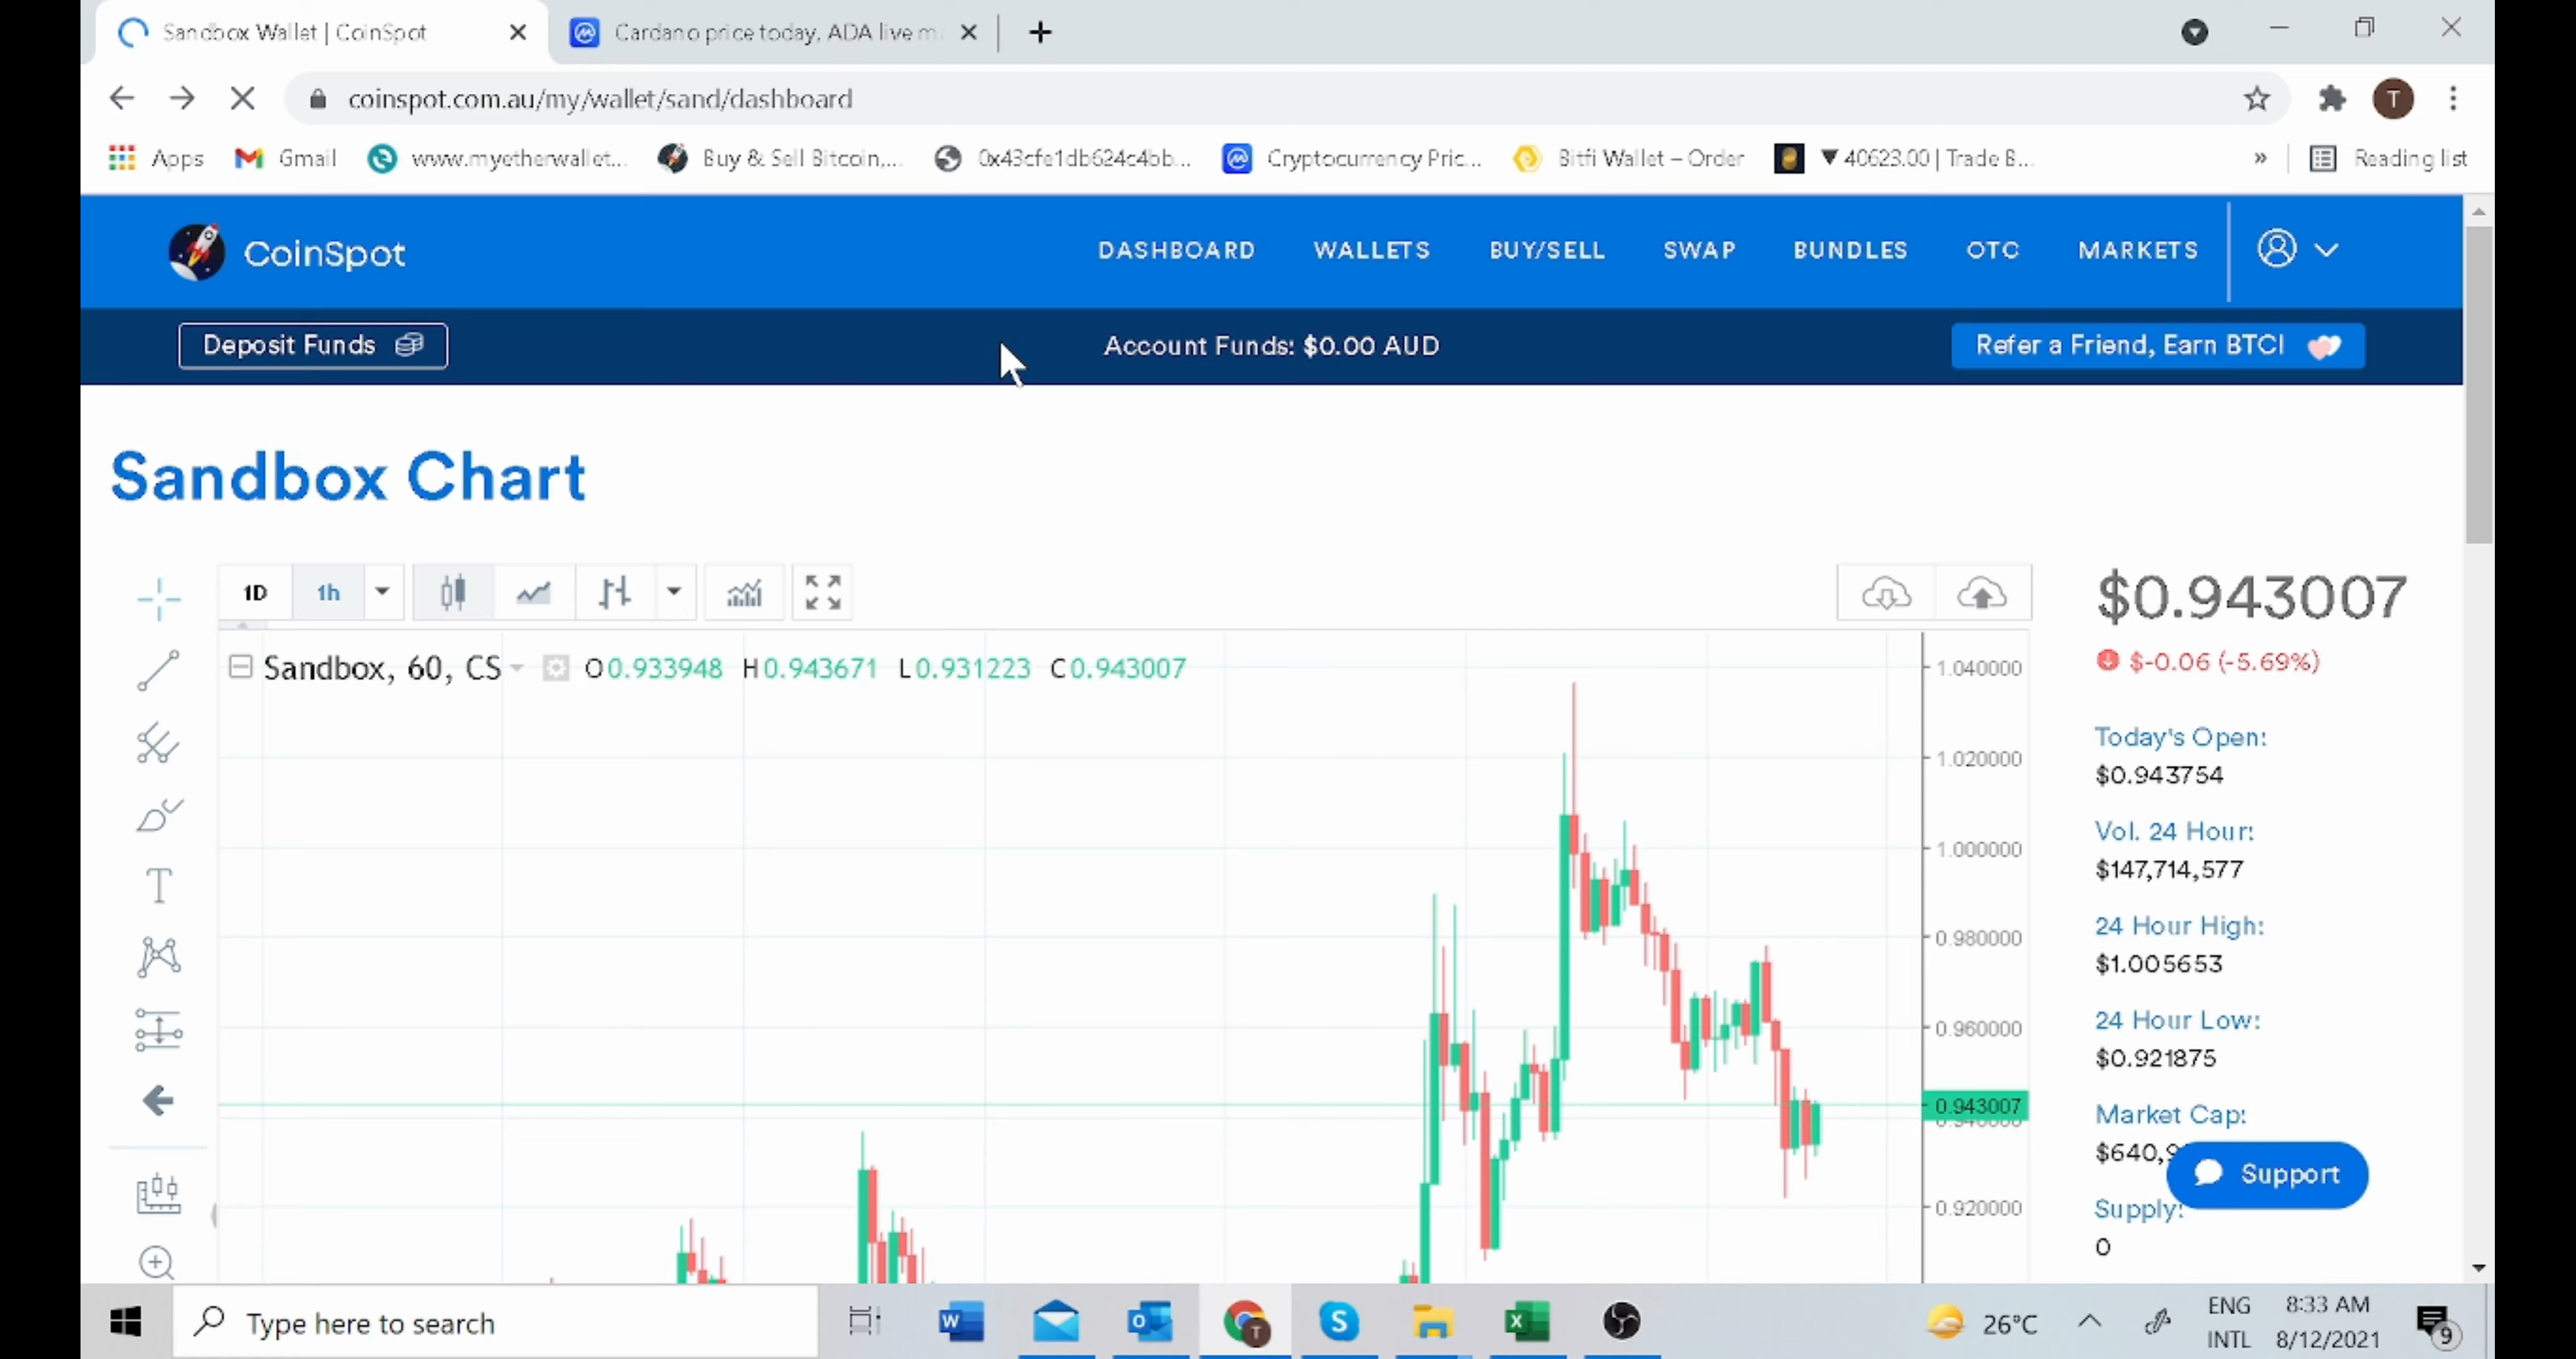 Sandbox Wallet | CoinSpot
Cardano price today, ADA live m
coinspot.com.au/my/wallet/sand/dashboard
T
Apps
Gmail
www.myetherwallet...
Buy & Sell Bitcoin,...
0x43cfe1db624c4bb...
Cryptocurrency Pric...
Bitfi Wallet – Order
▼ 40623.00 | Trade B...
»
Reading list
CoinSpot
DASHBOARD
WALLETS
BUY/SELL
SWAP
BUNDLES
OTC
MARKETS
Deposit Funds
Account Funds: $0.00 AUD
Refer a Friend, Earn BTC!
Sandbox Chart
1D
1h
Sandbox, 60, CS
O0.933948 H0.943671 L0.931223 C0.943007
1.040000
1.020000
1.000000
0.980000
0.960000
0.943007
0.940000
0.920000
$0.943007
$-0.06 (-5.69%)
Today's Open:
$0.943754
Vol. 24 Hour:
$147,714,577
24 Hour High:
$1.005653
24 Hour Low:
$0.921875
Market Cap:
$640,9
Support
Supply:
0
Type here to search
26°C
ENG
INTL
8:33 AM
8/12/2021
9